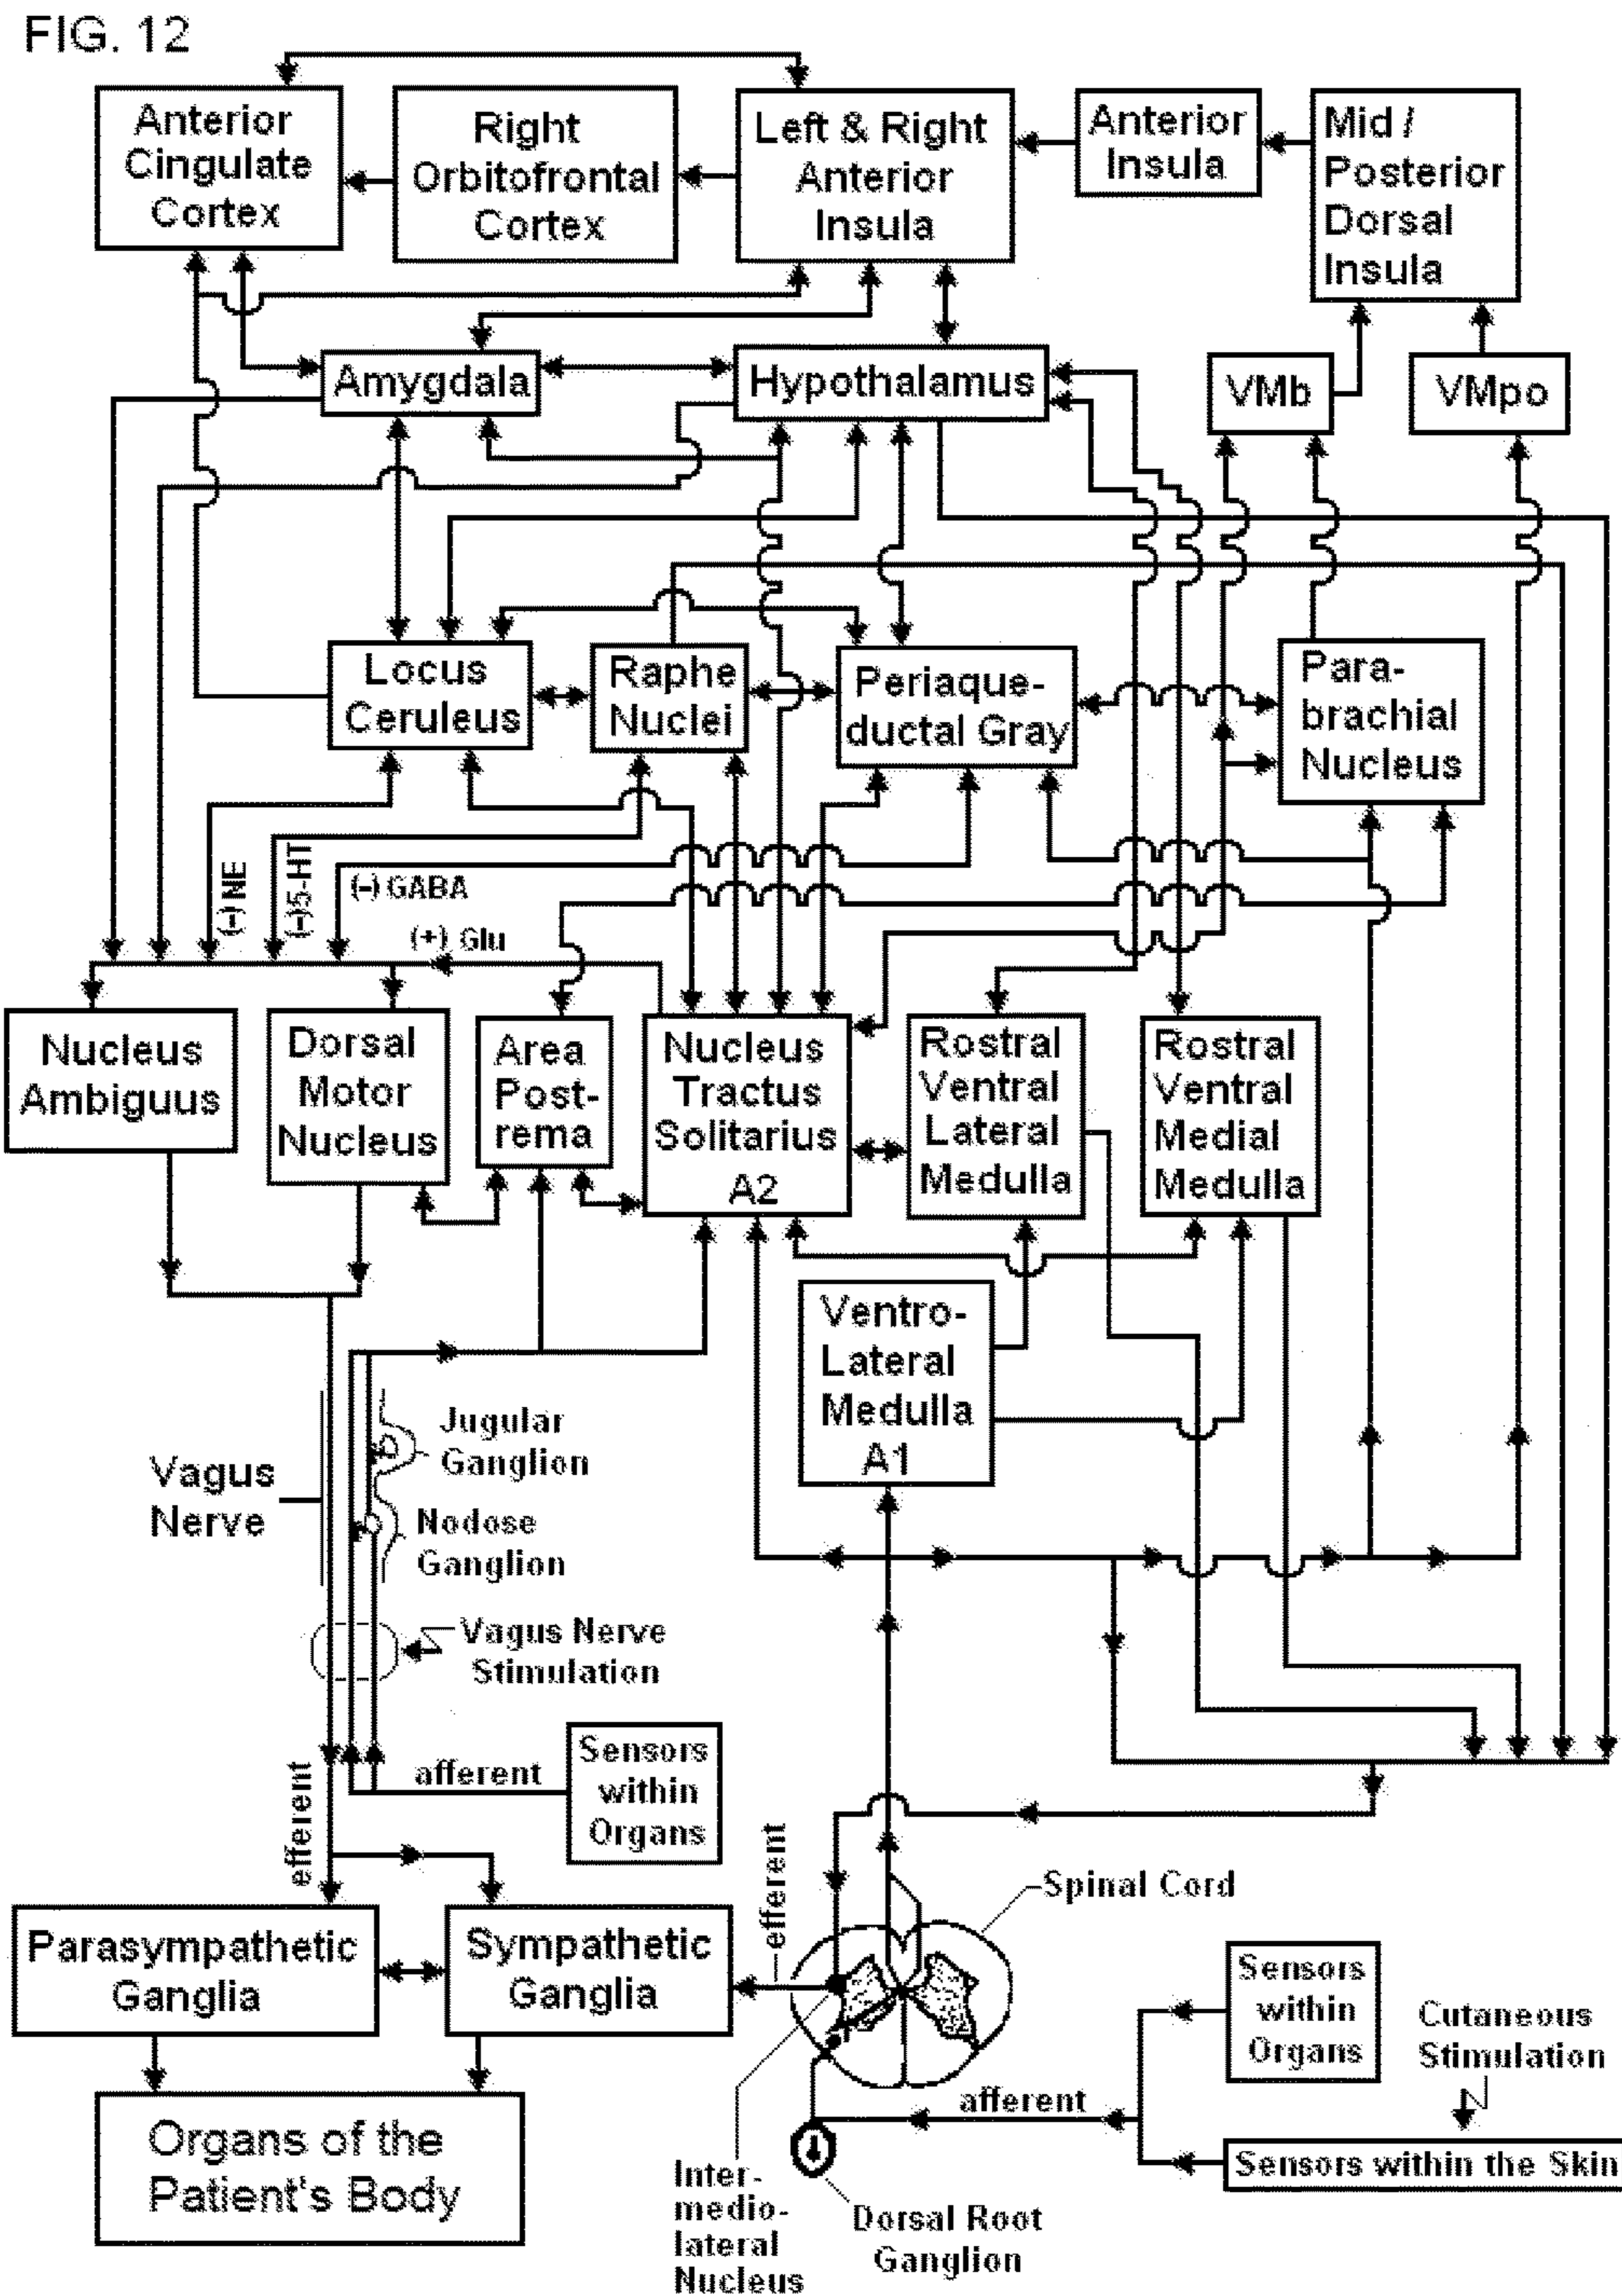 FIG. 12
Anterior
Cingulate
Cortex
Right
Orbitofrontal
Cortex
Left & Right
Anterior
Insula
Anterior
Insula
Mid /
Posterior
Dorsal
Insula
Amygdala
Hypothalamus
VMb
VMpo
Locus
Ceruleus
Raphe
Nuclei
Periaque-
ductal Gray
Para-
brachial
Nucleus
(-) NE
(-)5-HT
(-) GABA
(+) Glu
Nucleus
Ambiguus
Dorsal
Motor
Nucleus
Area
Post-
rema
Nucleus
Tractus
Solitarius
A2
Rostral
Ventral
Lateral
Medulla
Rostral
Ventral
Medial
Medulla
Ventro-
Lateral
Medulla
A1
Jugular
Ganglion
Vagus
Nerve
Nodose
Ganglion
Vagus Nerve
Stimulation
Sensors
within
Organs
afferent
efferent
efferent
Spinal Cord
Parasympathetic
Ganglia
Sympathetic
Ganglia
Sensors
within
Organs
Cutaneous
Stimulation
afferent
Sensors within the Skin
Organs of the
Patient's Body
Inter-
medio-
lateral
Nucleus
Dorsal Root
Ganglion